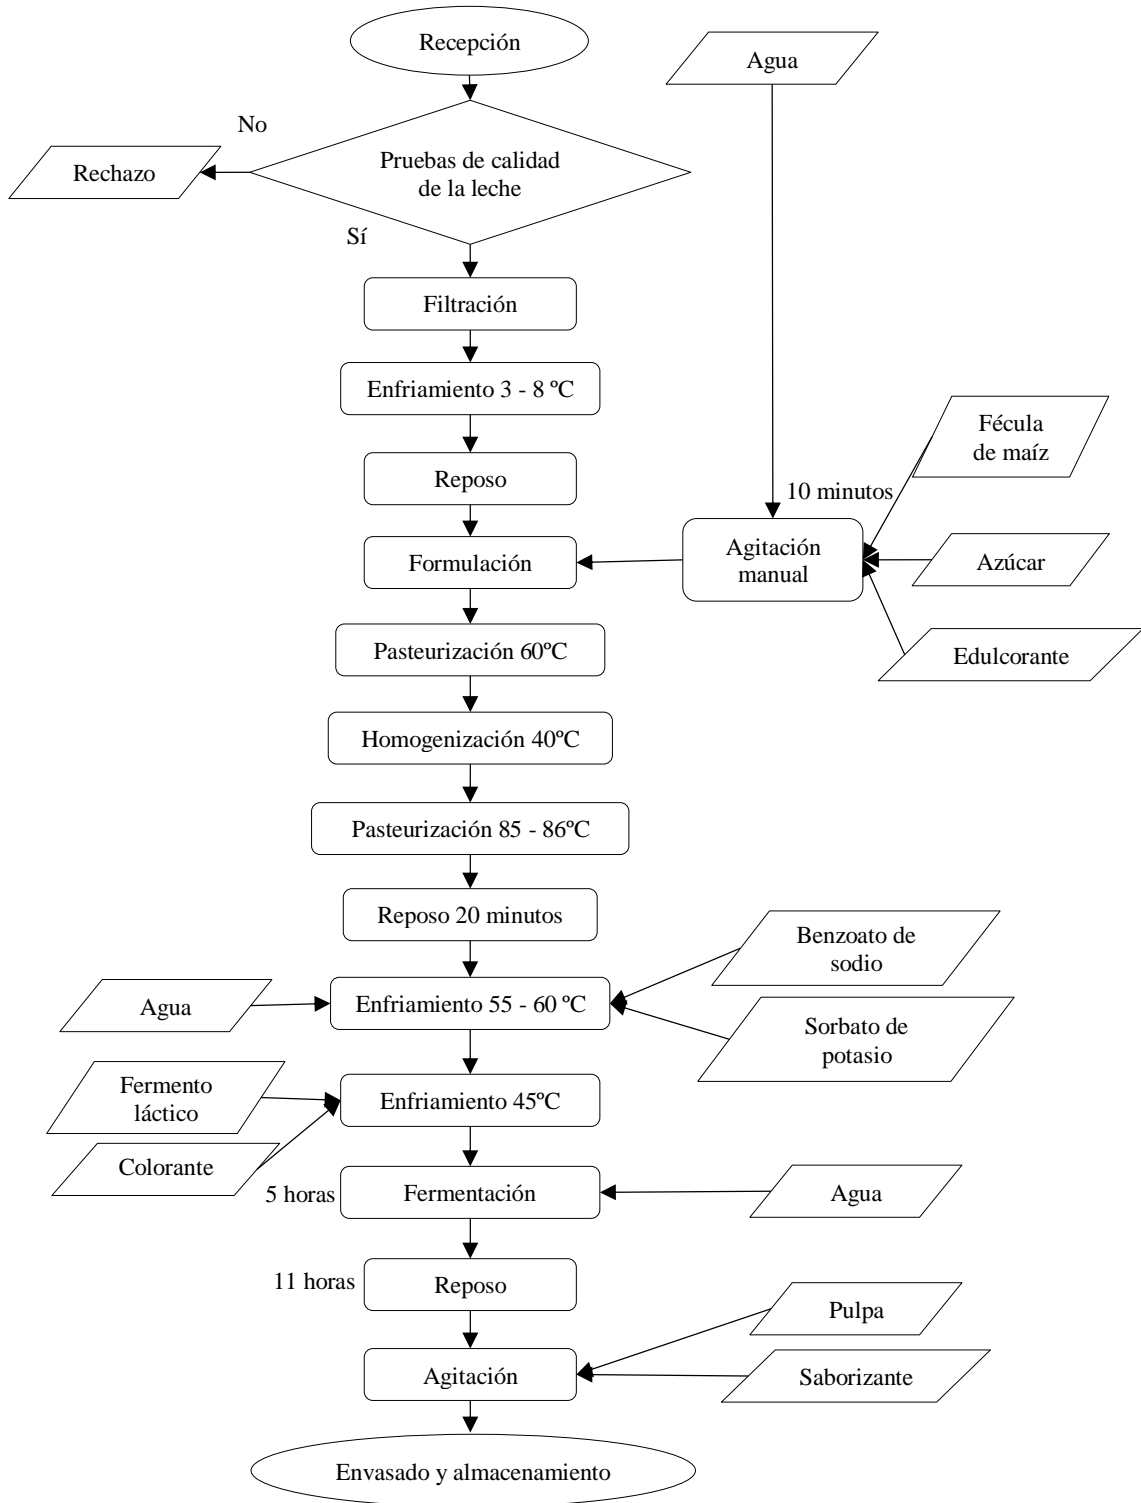 Recepción
Agua
No
Pruebas de calidad
de la leche
Rechazo
Sí
Filtración
Enfriamiento 3 - 8 ºC
Fécula
de maíz
Reposo
10 minutos
Formulación
Agitación
manual
Azúcar
Pasteurización 60ºC
Edulcorante
Homogenización 40ºC
Pasteurización 85 - 86ºC
Reposo 20 minutos
Benzoato de
sodio
Agua
Enfriamiento 55 - 60 ºC
Sorbato de
potasio
Fermento
láctico
Enfriamiento 45ºC
Colorante
5 horas
Fermentación
Agua
11 horas
Reposo
Pulpa
Agitación
Saborizante
Envasado y almacenamiento